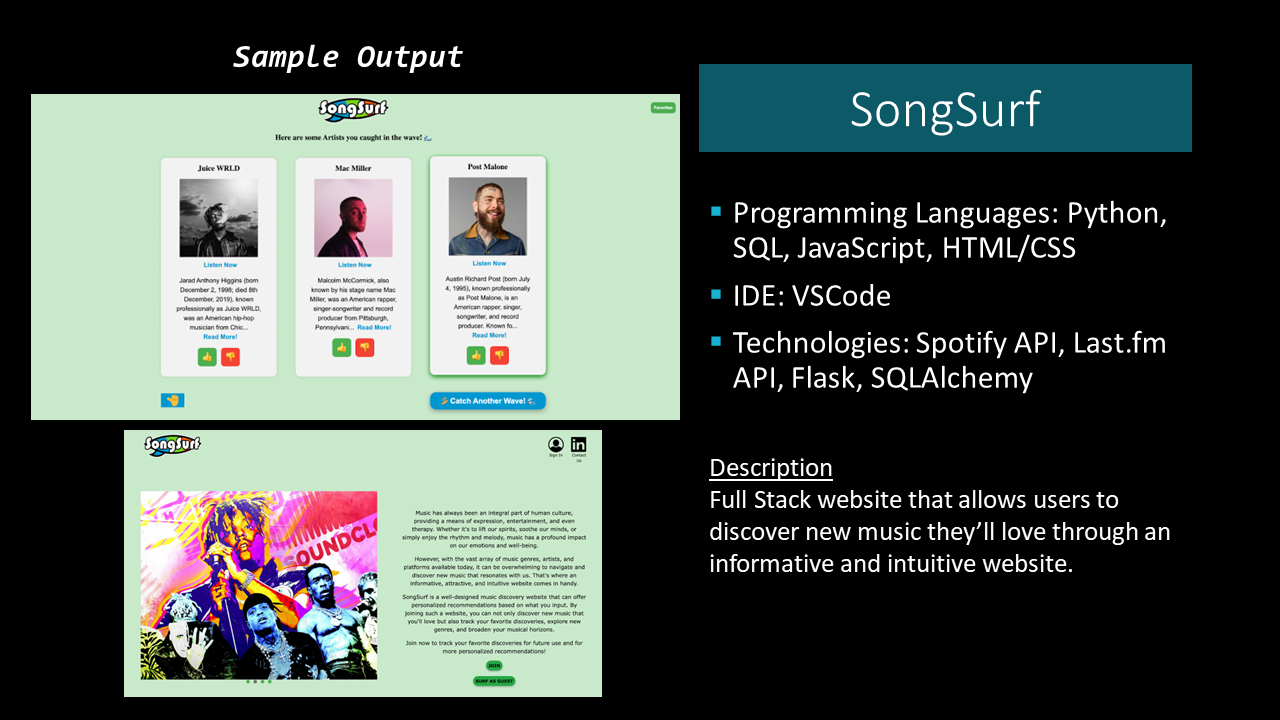 Sample Output
SongSurf
Favorites
Here are some Artists you caught in the wave!
Juice WRLD
Listen Now
Jarad Anthony Higgins (born
December 2, 1998; died 8th
December, 2019), known
professionally as Juice WRLD,
was an American hip-hop
musician from Chic...
Read More!
Mac Miller
Listen Now
Malcolm McCormick, also
known by his stage name Mac
Miller, was an American rapper,
singer-songwriter and record
producer from Pittsburgh,
Pennsylvani... Read More!
Post Malone
Listen Now
Austin Richard Post (born July
4, 1995), known professionally
as Post Malone, is an
American rapper, singer,
songwriter, and record
producer. Known fo...
Read More!
Catch Another Wave!
SongSurf
Sign In
in
Contact
Us
OUNDCL
Music has always been an integral part of human culture,
providing a means of expression, entertainment, and even
therapy. Whether it's to lift our spirits, soothe our minds, or
simply enjoy the rhythm and melody, music has a profound impact
on our emotions and well-being.
However, with the vast array of music genres, artists, and
platforms available today, it can be overwhelming to navigate and
discover new music that resonates with us. That's where an
informative, attractive, and intuitive website comes in handy.
SongSurf is a well-designed music discovery website that can offer
personalized recommendations based on what you input. By
joining such a website, you can not only discover new music that
you'll love but also track your favorite discoveries, explore new
genres, and broaden your musical horizons.
Join now to track your favorite discoveries for future use and for
more personalized recommendations!
JOIN
SURF AS GUEST
SongSurf
Programming Languages: Python,
SQL, JavaScript, HTML/CSS
IDE: VSCode
Technologies: Spotify API, Last.fm
API, Flask, SQLAlchemy
Description
Full Stack website that allows users to
discover new music they’ll love through an
informative and intuitive website.